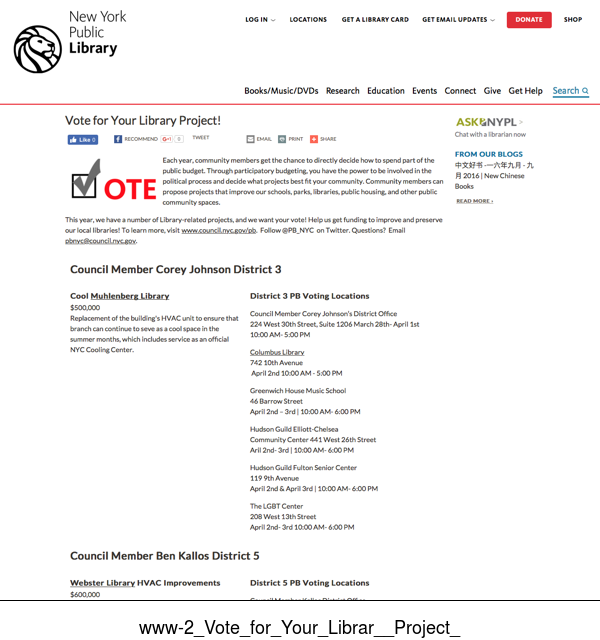 New York
Public
Library
LOG IN
LOCATIONS
GET A LIBRARY CARD
GET EMAIL UPDATES
DONATE
SHOP
Books/Music/DVDs Research Education Events Connect Give Get Help Search
Vote for Your Library Project!
Like 0
RECOMMEND
G+1 0
TWEET
EMAIL
PRINT
SHARE
ASK NYPL >
Chat with a librarian now
OTE
Each year, community members get the chance to directly decide how to spend part of the
public budget. Through participatory budgeting, you have the power to be involved in the
political process and decide what projects best fit your community. Community members can
propose projects that improve our schools, parks, libraries, public housing, and other public
community spaces.
FROM OUR BLOGS
中文好书 -一六年九月 - 九
月 2016 | New Chinese
Books
READ MORE ›
This year, we have a number of Library-related projects, and we want your vote! Help us get funding to improve and preserve
our local libraries! To learn more, visit www.council.nyc.gov/pb. Follow @PB_NYC on Twitter. Questions? Email
pbnyc@council.nyc.gov.
Council Member Corey Johnson District 3
Cool Muhlenberg Library
$500,000
Replacement of the building's HVAC unit to ensure that
branch can continue to seve as a cool space in the
summer months, which includes service as an official
NYC Cooling Center.
District 3 PB Voting Locations
Council Member Corey Johnson's District Office
224 West 30th Street, Suite 1206 March 28th- April 1st
10:00 AM- 5:00 PM
Columbus Library
742 10th Avenue
April 2nd 10:00 AM - 5:00 PM
Greenwich House Music School
46 Barrow Street
April 2nd – 3rd | 10:00 AM- 6:00 PM
Hudson Guild Elliott-Chelsea
Community Center 441 West 26th Street
Aril 2nd- 3rd | 10:00 AM- 6:00 PM
Hudson Guild Fulton Senior Center
119 9th Avenue
April 2nd & April 3rd | 10:00 AM- 6:00 PM
The LGBT Center
208 West 13th Street
April 2nd- 3rd 10:00 AM- 6:00 PM
Council Member Ben Kallos District 5
Webster Library HVAC Improvements
$600,000
District 5 PB Voting Locations
www-2_Vote_for_Your_Librar__Project_